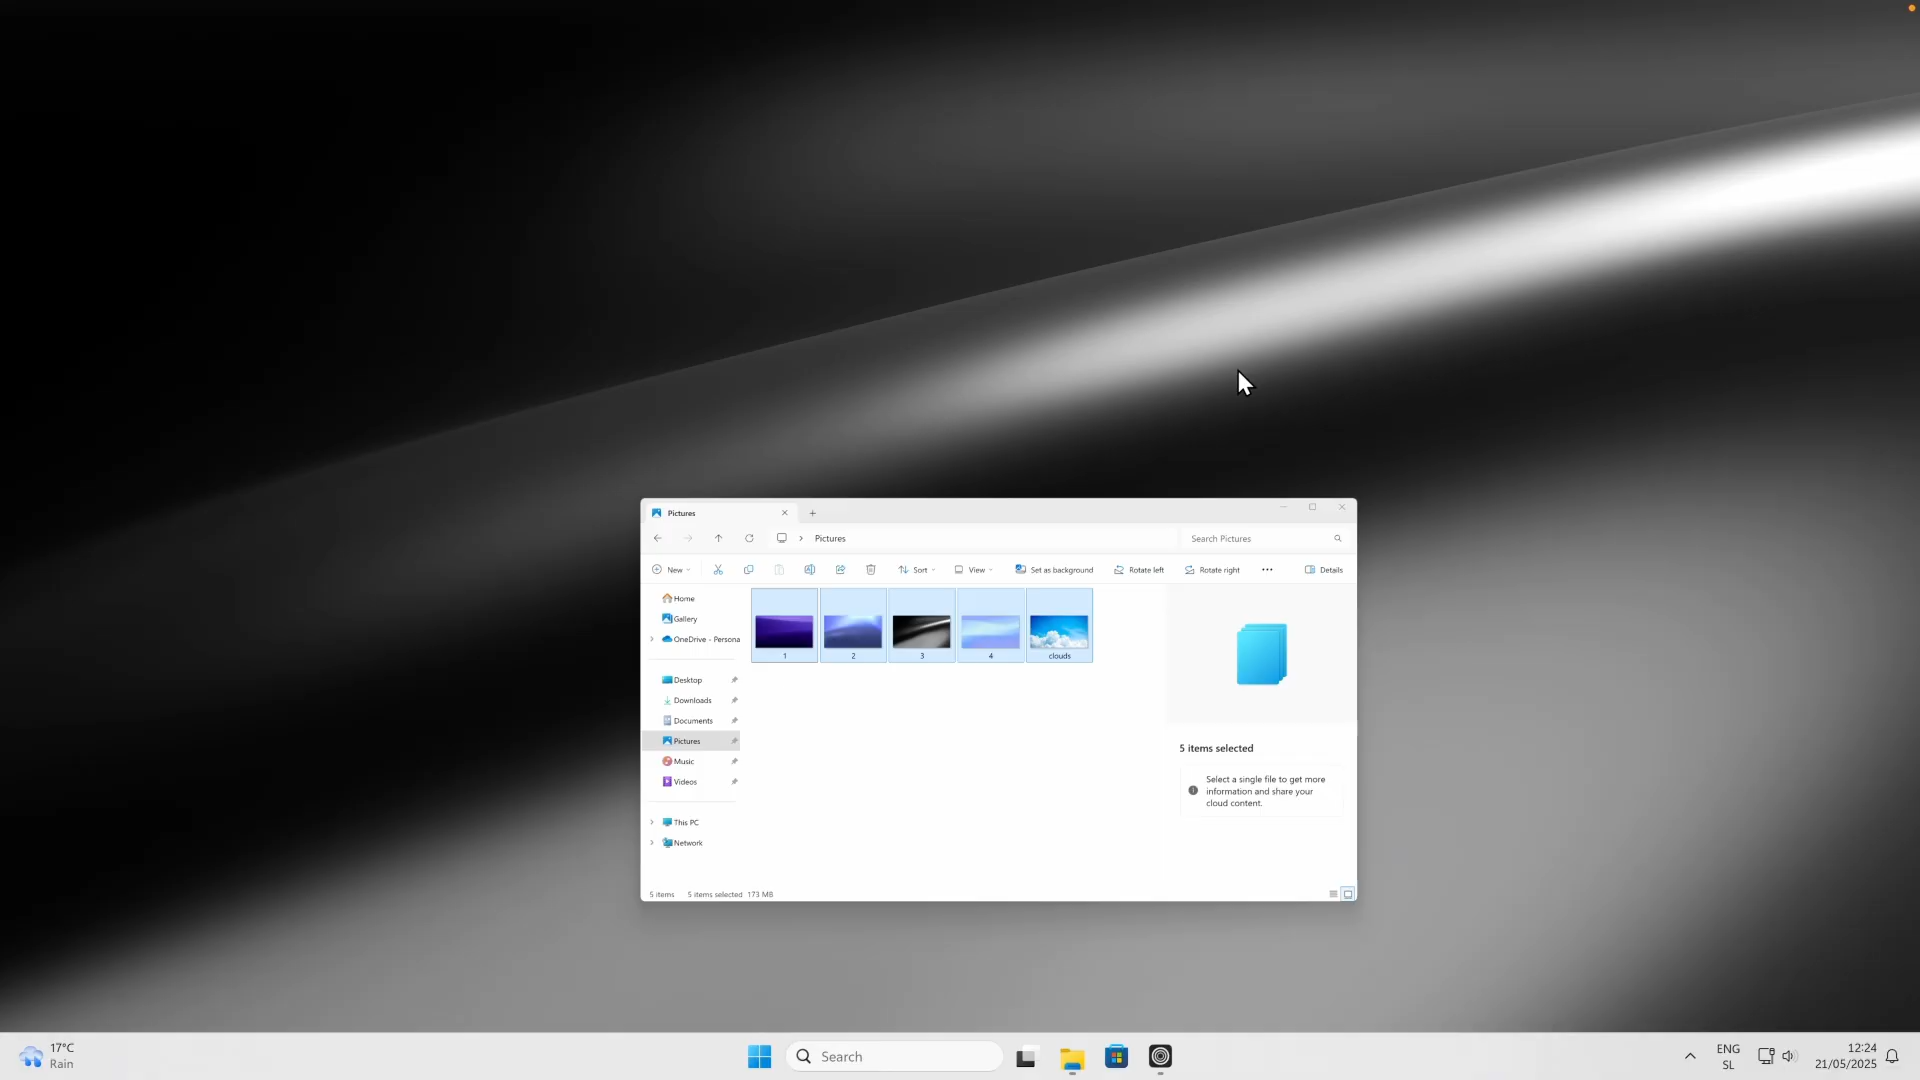 Pictures
Pictures
Search Pictures
New
Sort
View
Set as background
Rotate left
Rotate right
Details
Home
Gallery
OneDrive - Persona
Desktop
Downloads
Documents
Pictures
Music
Videos
This PC
Network
1
2
3
4
clouds
5 items selected
Select a single file to get more
information and share your
cloud content.
5 items 5 items selected 173 MB
17°C
Rain
Search
ENG
SL
12:24
21/05/2025